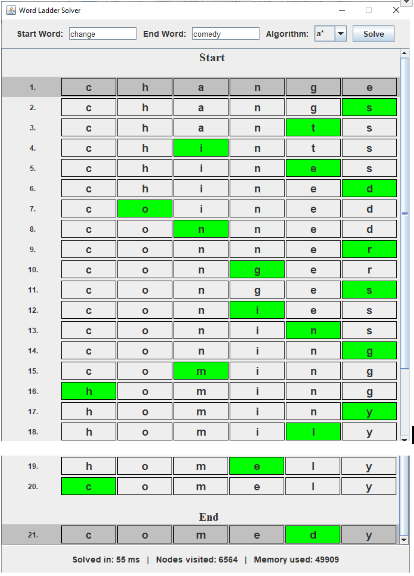 Word Ladder Solver
Start Word: change End Word: comedy Algorithm: a* Solve
Start
1. c h a n g e
2. c h a n g s
3. c h a n t s
4. c h i n t s
5. c h i n e s
6. c h i n e d
7. c o i n e d
8. c o n n e d
9. c o n n e r
10. c o n g e r
11. c o n g e s
12. c o n i e s
13. c o n i n s
14. c o n i n g
15. c o m i n g
16. h o m i n g
17. h o m i n y
18. h o m i l y
19. h o m e l y
20. c o m e l y
End
21. c o m e d y
Solved in: 55 ms | Nodes visited: 6564 | Memory used: 49909